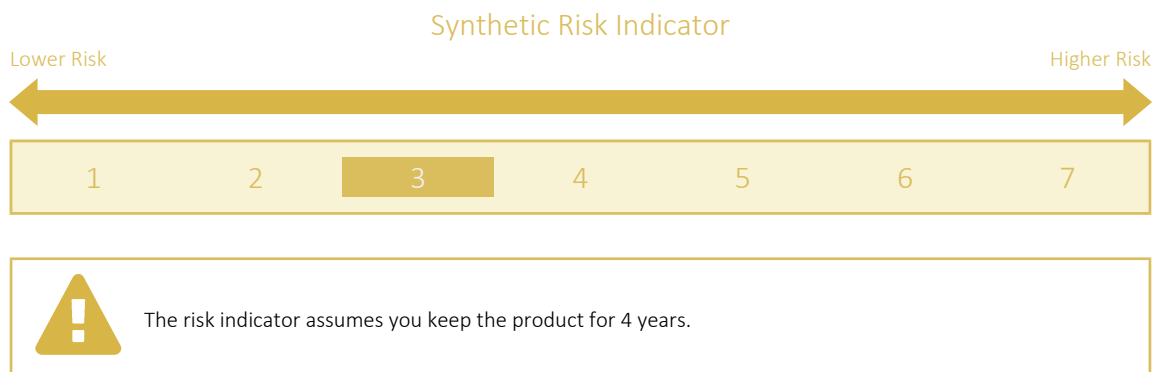 Synthetic Risk Indicator
Lower Risk Higher Risk
1 2 3 4 5 6 7
The risk indicator assumes you keep the product for 4 years.